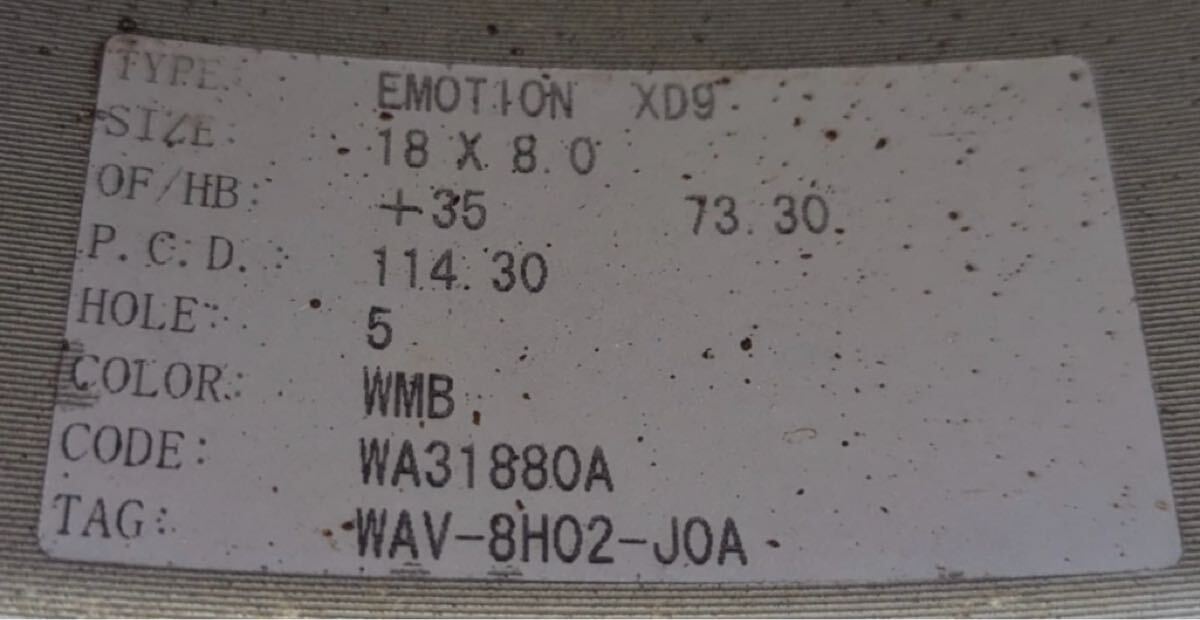 TYPE: EMOTION XD9
SIZE: 18 X 8.0
OF/HB: +35 73.30
P.C.D.: 114.30
HOLE: 5
COLOR: WMB
CODE: WA31880A
TAG: WAV-8H02-J0A